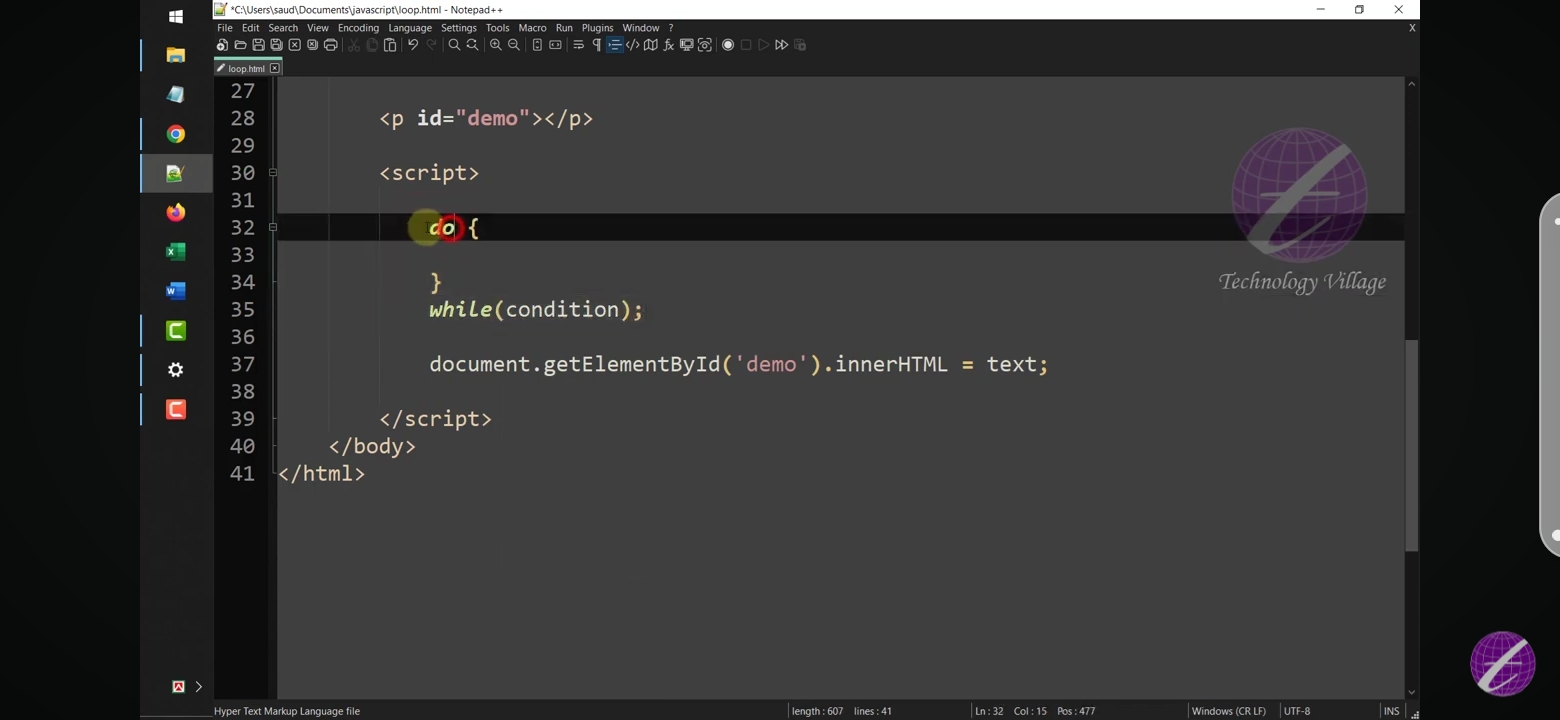 *C:\Users\saud\Documents\javascript\loop.html - Notepad++
File Edit Search View Encoding Language Settings Tools Macro Run Plugins Window ? X
loop.html
27
28 <p id="demo"></p>
29
30 <script>
31
32 do {
33
34 }
35 while(condition);
36
37 document.getElementById('demo').innerHTML = text;
38
39 </script>
40 </body>
41 </html>
Technology Village
Hyper Text Markup Language file length : 607 lines : 41 Ln : 32 Col : 15 Pos : 477 Windows (CR LF) UTF-8 INS